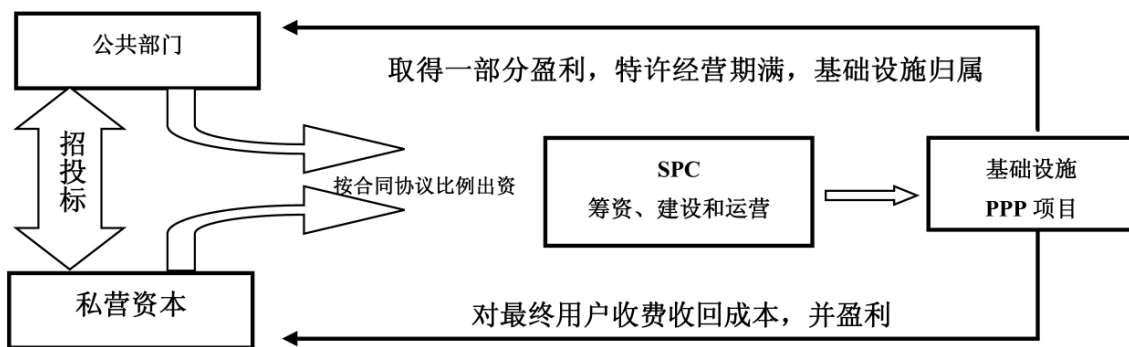 公共部门
取得一部分盈利，特许经营期满，基础设施归属
招投标
按合同协议比例出资
SPC
筹资、建设和运营
基础设施
PPP 项目
私营资本
对最终用户收费收回成本，并盈利